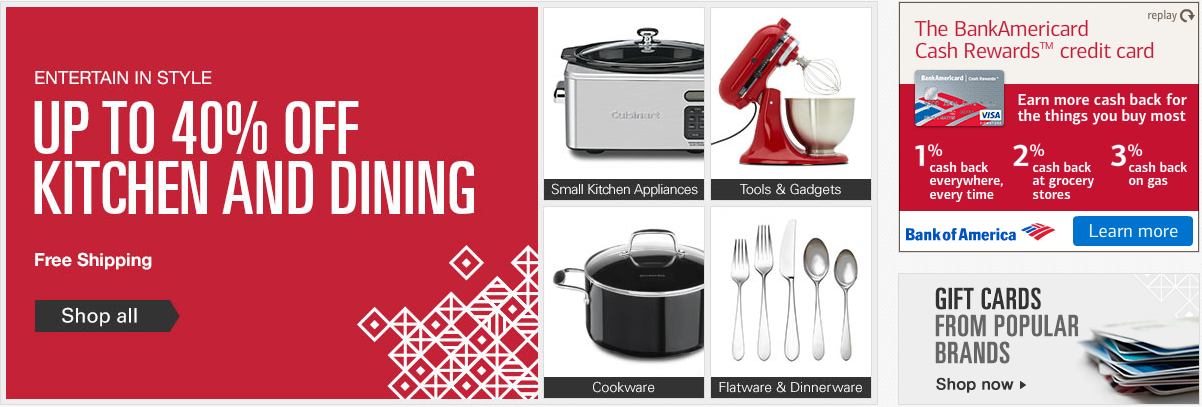 ENTERTAIN IN STYLE
UP TO 40% OFF
KITCHEN AND DINING
Free Shipping
Shop all
Cuisinart
Small Kitchen Appliances
Tools & Gadgets
Cookware
Flatware & Dinnerware
replay
The BankAmericard
Cash Rewards™ credit card
BankAmericard Cash Rewards™
VISA
Earn more cash back for
the things you buy most
1%
cash back
everywhere,
every time
2%
cash back
at grocery
stores
3%
cash back
on gas
Bank of America
Learn more
GIFT CARDS
FROM POPULAR
BRANDS
Shop now